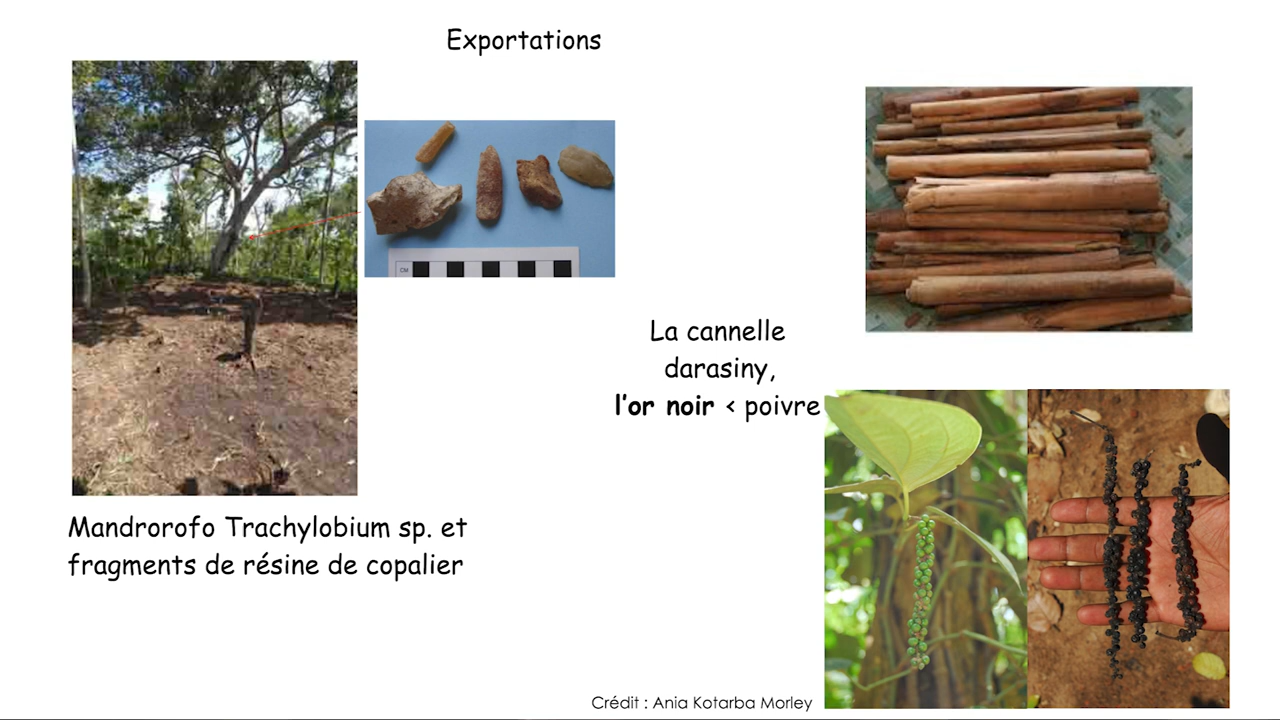 Exportations
CM
La cannelle
darasiny,
l'or noir < poivre
Mandrorofo Trachylobium sp. et
fragments de résine de copalier
Crédit : Ania Kotarba Morley